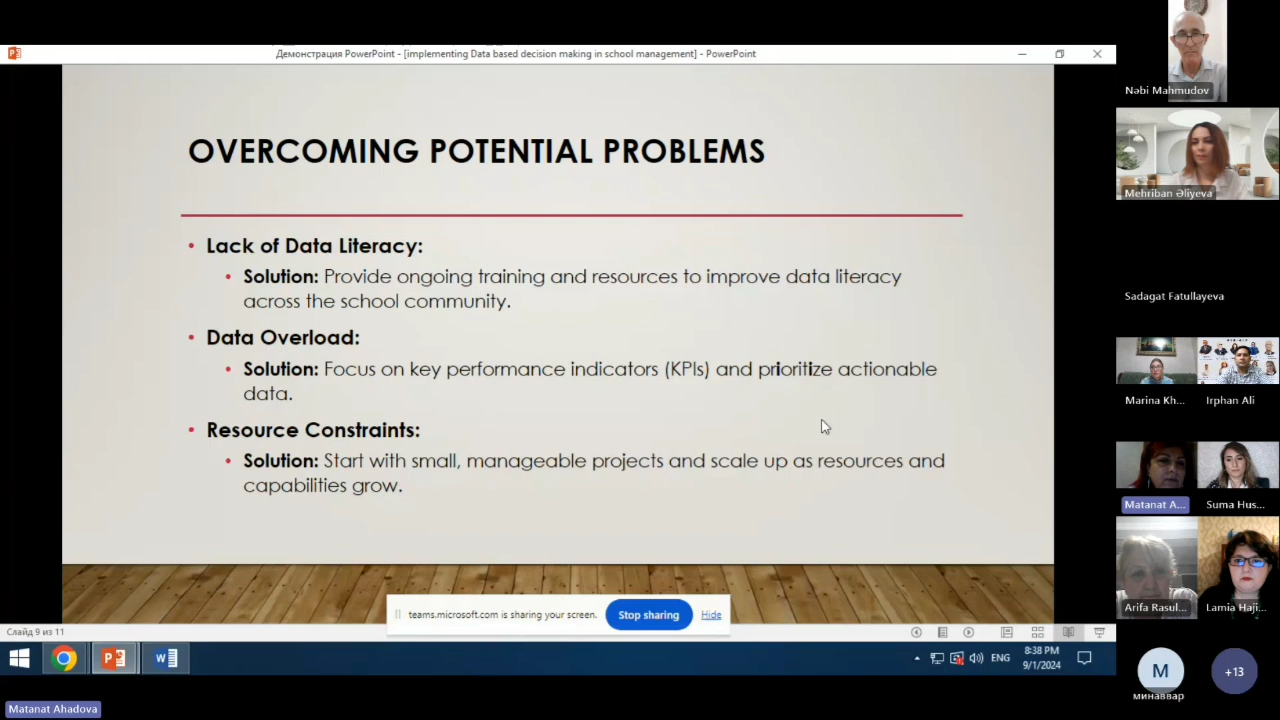 Демонстрация PowerPoint - [implementing Data based decision making in school management] - PowerPoint
OVERCOMING POTENTIAL PROBLEMS
• Lack of Data Literacy:
• Solution: Provide ongoing training and resources to improve data literacy
across the school community.
• Data Overload:
• Solution: Focus on key performance indicators (KPIs) and prioritize actionable
data.
• Resource Constraints:
• Solution: Start with small, manageable projects and scale up as resources and
capabilities grow.
teams.microsoft.com is sharing your screen.
Stop sharing
Hide
Слайд 9 из 11
ENG
8:38 PM
9/1/2024
Matanat Ahadova
Nəbi Mahmudov
Mehriban Əliyeva
Sadagat Fatullayeva
Marina Kh...
Irphan Ali
Matanat A...
Suma Hus...
Arifa Rasul...
Lamia Haji...
М
+13
минаввар